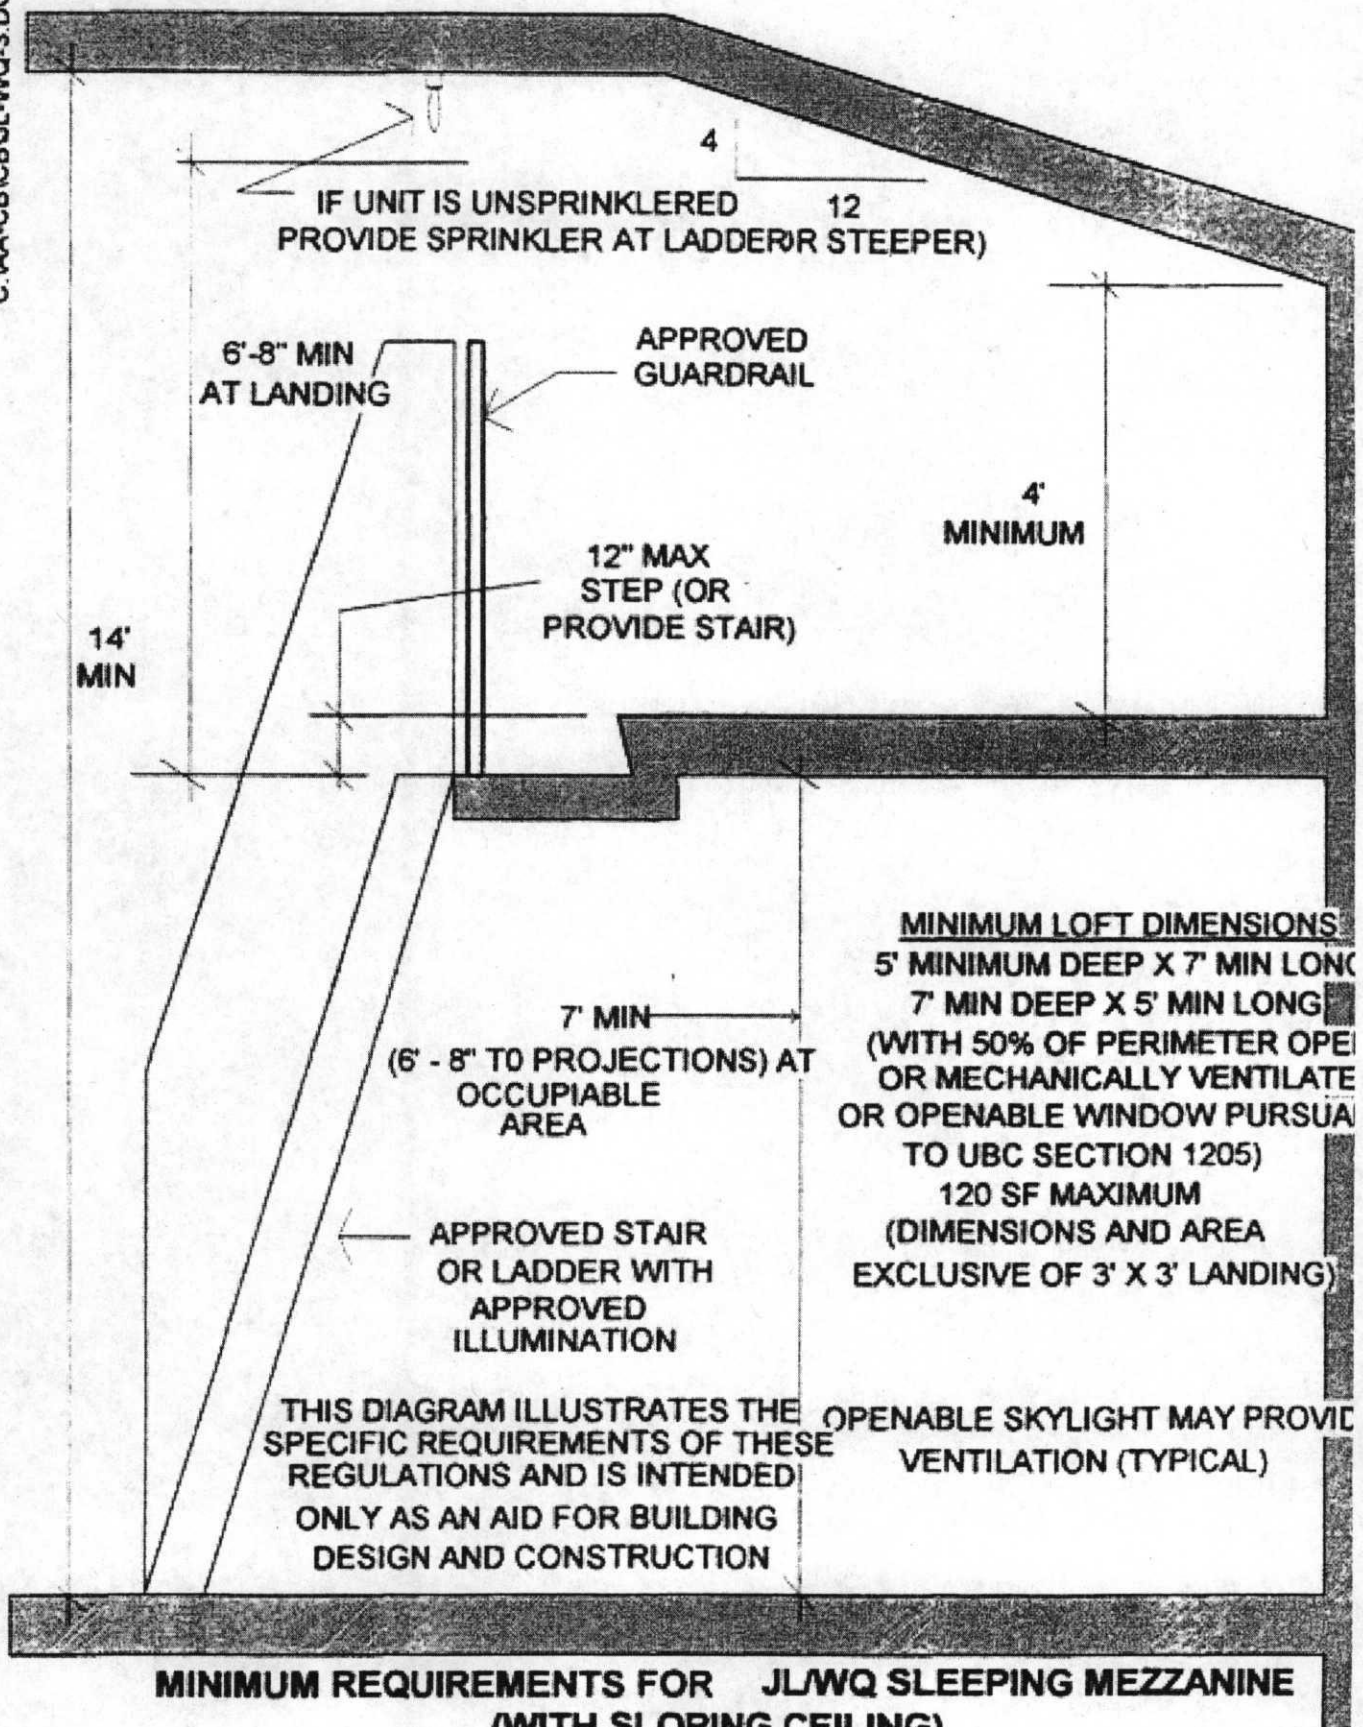 4
IF UNIT IS UNSPRINKLERED
12
PROVIDE SPRINKLER AT LADDER
OR STEEPER)
6'-8" MIN
AT LANDING
APPROVED
GUARDRAIL
4'
MINIMUM
12" MAX
STEP (OR
PROVIDE STAIR)
14'
MIN
MINIMUM LOFT DIMENSIONS
5' MINIMUM DEEP X 7' MIN LONG
7' MIN DEEP X 5' MIN LONG
(WITH 50% OF PERIMETER OPE
OR MECHANICALLY VENTILATE
OR OPENABLE WINDOW PURSUA
TO UBC SECTION 1205)
120 SF MAXIMUM
(DIMENSIONS AND AREA
EXCLUSIVE OF 3' X 3' LANDING)
7' MIN
(6' - 8" TO PROJECTIONS) AT
OCCUPIABLE
AREA
APPROVED STAIR
OR LADDER WITH
APPROVED
ILLUMINATION
THIS DIAGRAM ILLUSTRATES THE
SPECIFIC REQUIREMENTS OF THESE
REGULATIONS AND IS INTENDED
ONLY AS AN AID FOR BUILDING
DESIGN AND CONSTRUCTION
OPENABLE SKYLIGHT MAY PROVID
VENTILATION (TYPICAL)
MINIMUM REQUIREMENTS FOR JL/WQ SLEEPING MEZZANINE
(WITH SLOPING CEILING)